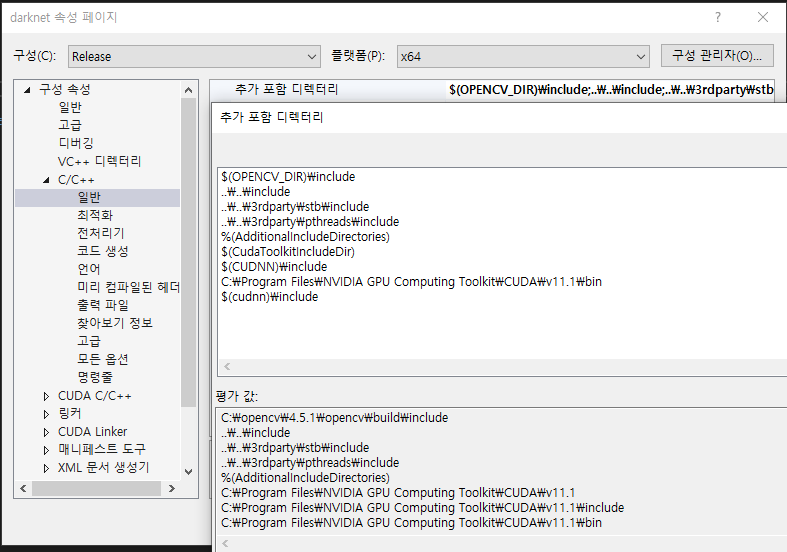 darknet 속성 페이지
?
구성(C): Release 플랫폼(P): x64 구성 관리자(O)...
구성 속성
일반
고급
디버깅
VC++ 디렉터리
C/C++
일반
최적화
전처리기
코드 생성
언어
미리 컴파일된 헤더
출력 파일
찾아보기 정보
고급
모든 옵션
명령줄
CUDA C/C++
링커
CUDA Linker
매니페스트 도구
XML 문서 생성기
추가 포함 디렉터리 $(OPENCV_DIR)₩include;..₩..₩include;..₩..₩3rdparty₩stb
추가 포함 디렉터리
$(OPENCV_DIR)₩include
..₩..₩include
..₩..₩3rdparty₩stb₩include
..₩..₩3rdparty₩pthreads₩include
%(AdditionalIncludeDirectories)
$(CudaToolkitIncludeDir)
$(CUDNN)₩include
C:₩Program Files₩NVIDIA GPU Computing Toolkit₩CUDA₩v11.1₩bin
$(cudnn)₩include
평가 값:
C:₩opencv₩4.5.1₩opencv₩build₩include
..₩..₩include
..₩..₩3rdparty₩stb₩include
..₩..₩3rdparty₩pthreads₩include
%(AdditionalIncludeDirectories)
C:₩Program Files₩NVIDIA GPU Computing Toolkit₩CUDA₩v11.1
C:₩Program Files₩NVIDIA GPU Computing Toolkit₩CUDA₩v11.1₩include
C:₩Program Files₩NVIDIA GPU Computing Toolkit₩CUDA₩v11.1₩bin